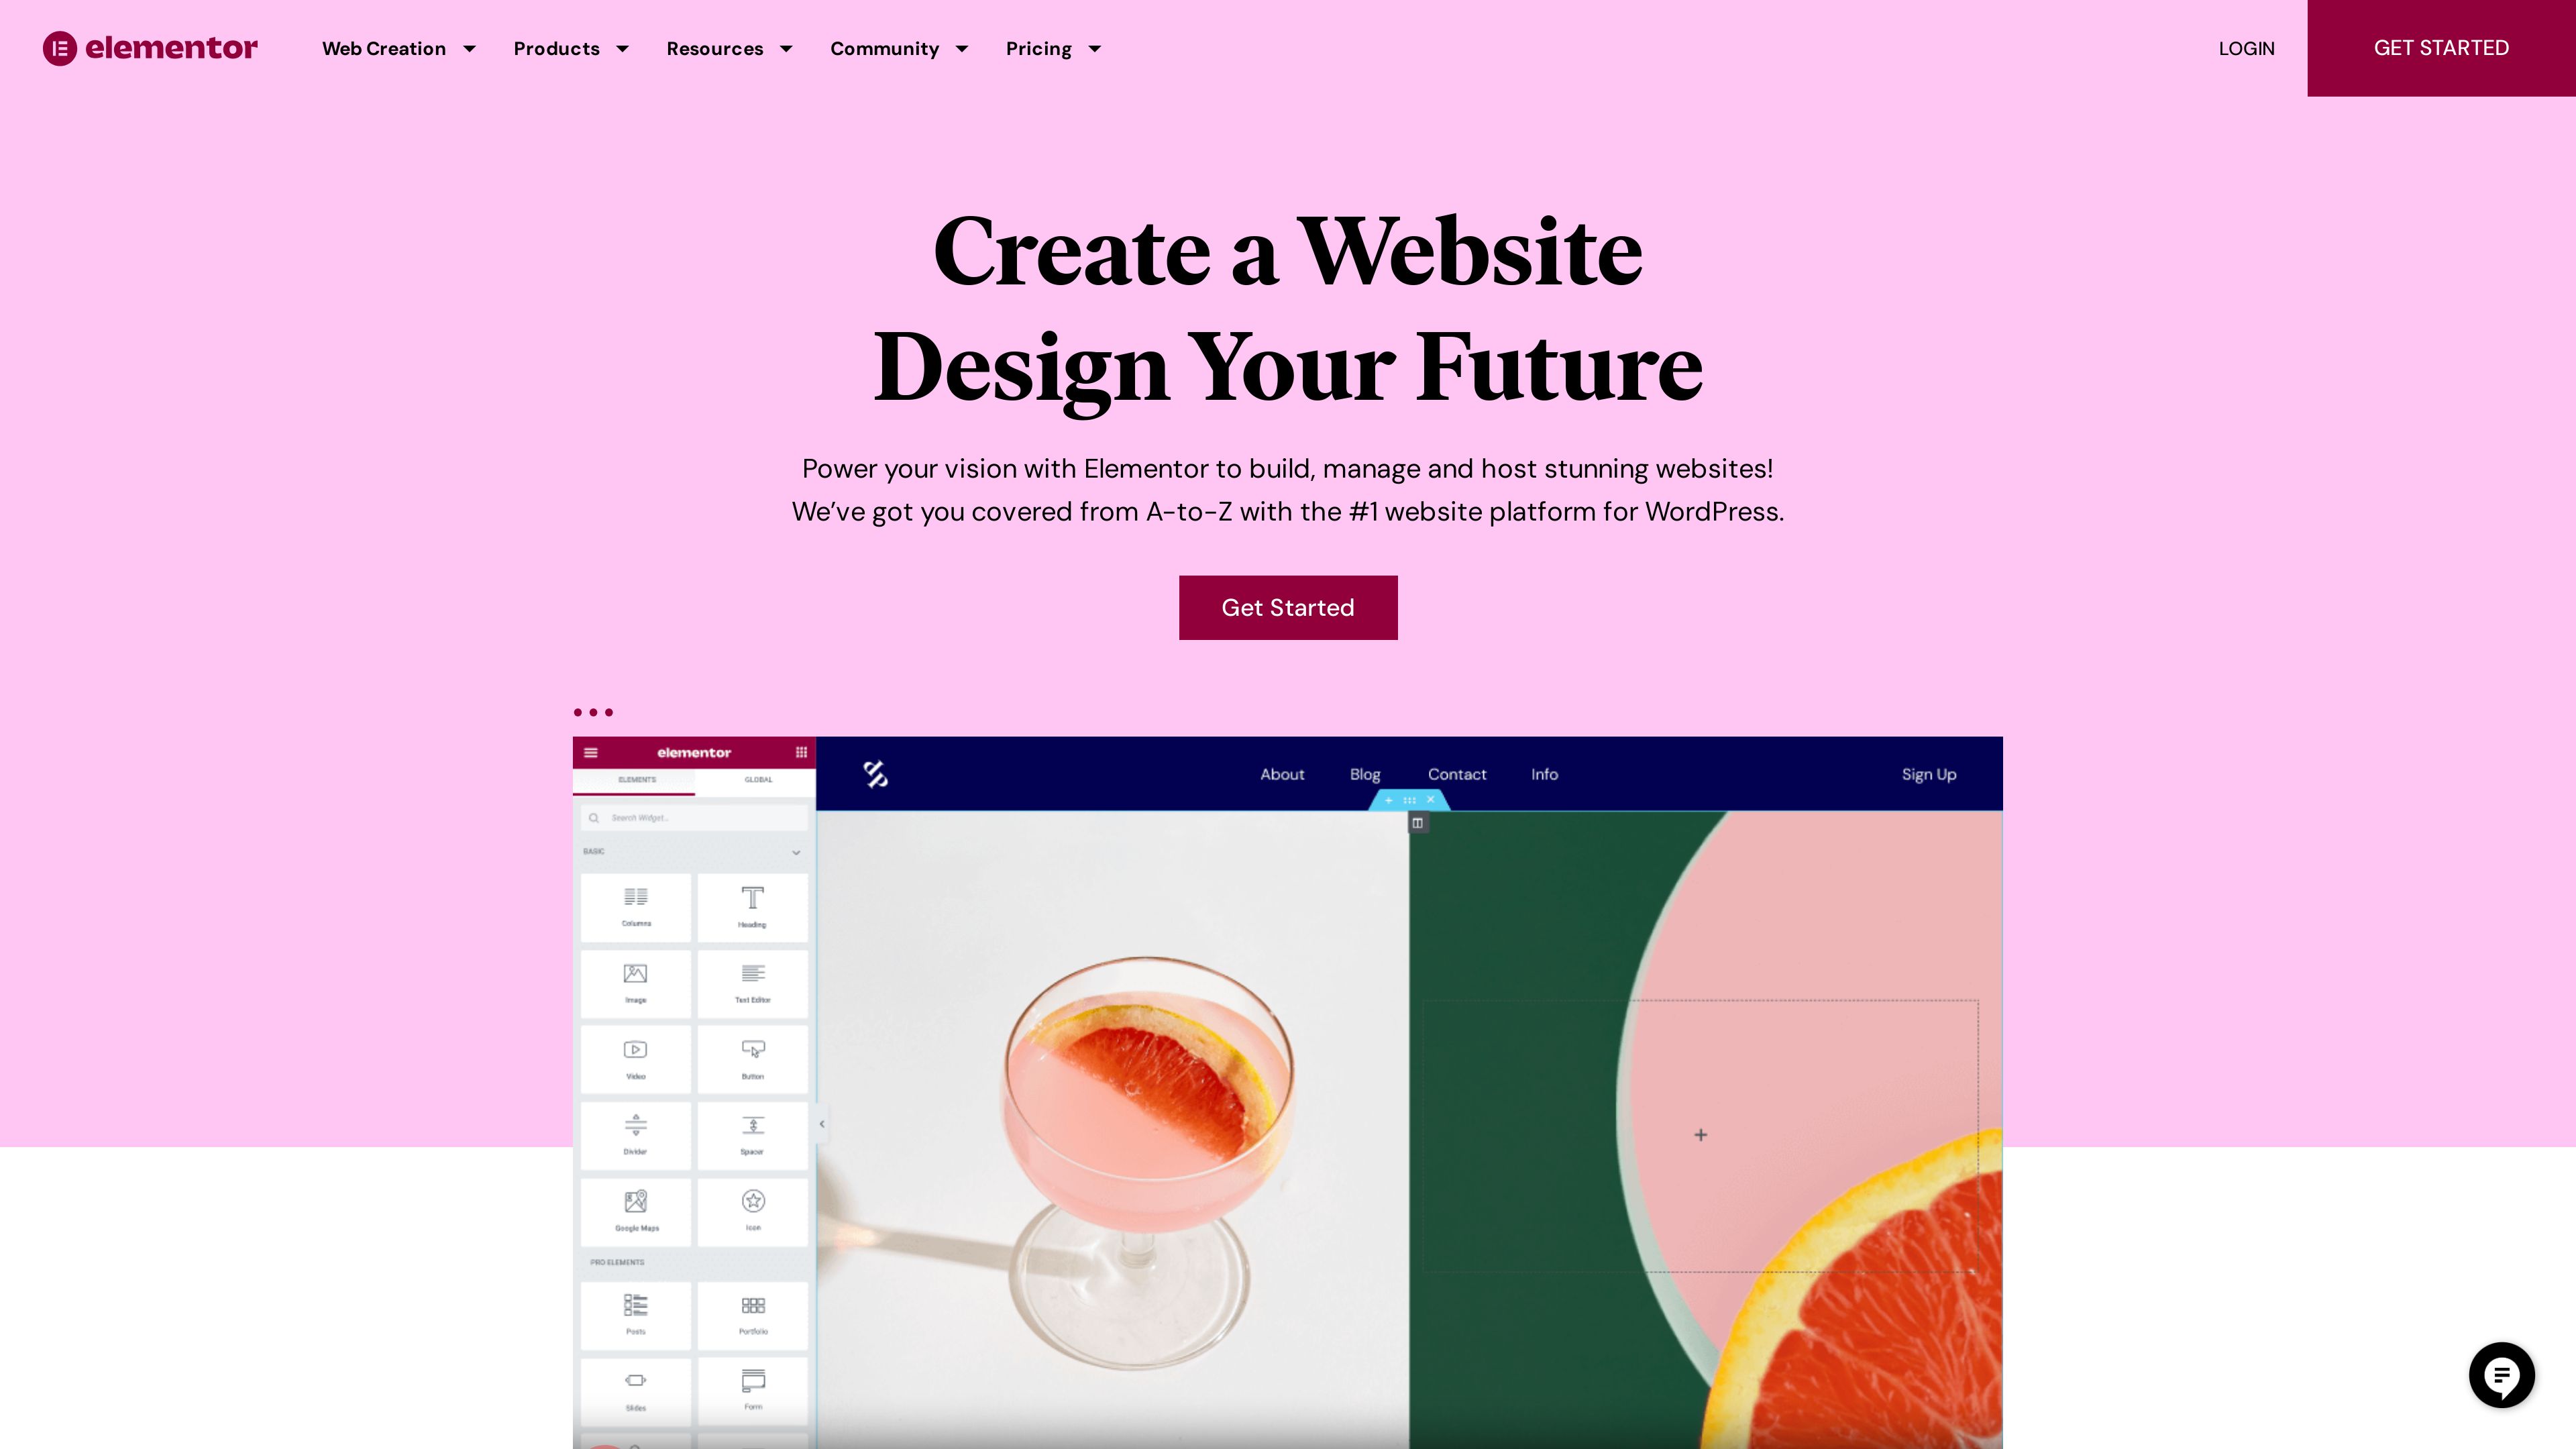 elementor
Web Creation
Products
Resources
Community
Pricing
LOGIN
GET STARTED
Create a Website
Design Your Future
Power your vision with Elementor to build, manage and host stunning websites!
We've got you covered from A-to-Z with the #1 website platform for WordPress.
Get Started
elementor
ELEMENTS
GLOBAL
Search Widget...
BASIC
Columns
Heading
Image
Text Editor
Video
Button
Divider
Spacer
Google Maps
Icon
PRO ELEMENTS
Posts
Portfolio
Slides
Form
About
Blog
Contact
Info
Sign Up